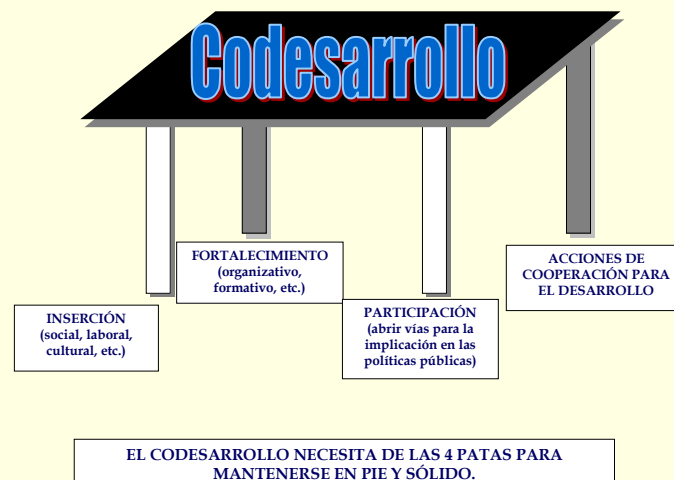 Codesarrollo
FORTALECIMIENTO
(organizativo,
formativo, etc.)
ACCIONES DE
COOPERACIÓN PARA
EL DESARROLLO
INSERCIÓN
(social, laboral,
cultural, etc.)
PARTICIPACIÓN
(abrir vías para la
implicación en las
políticas públicas)
EL CODESARROLLO NECESITA DE LAS 4 PATAS PARA
MANTENERSE EN PIE Y SÓLIDO.